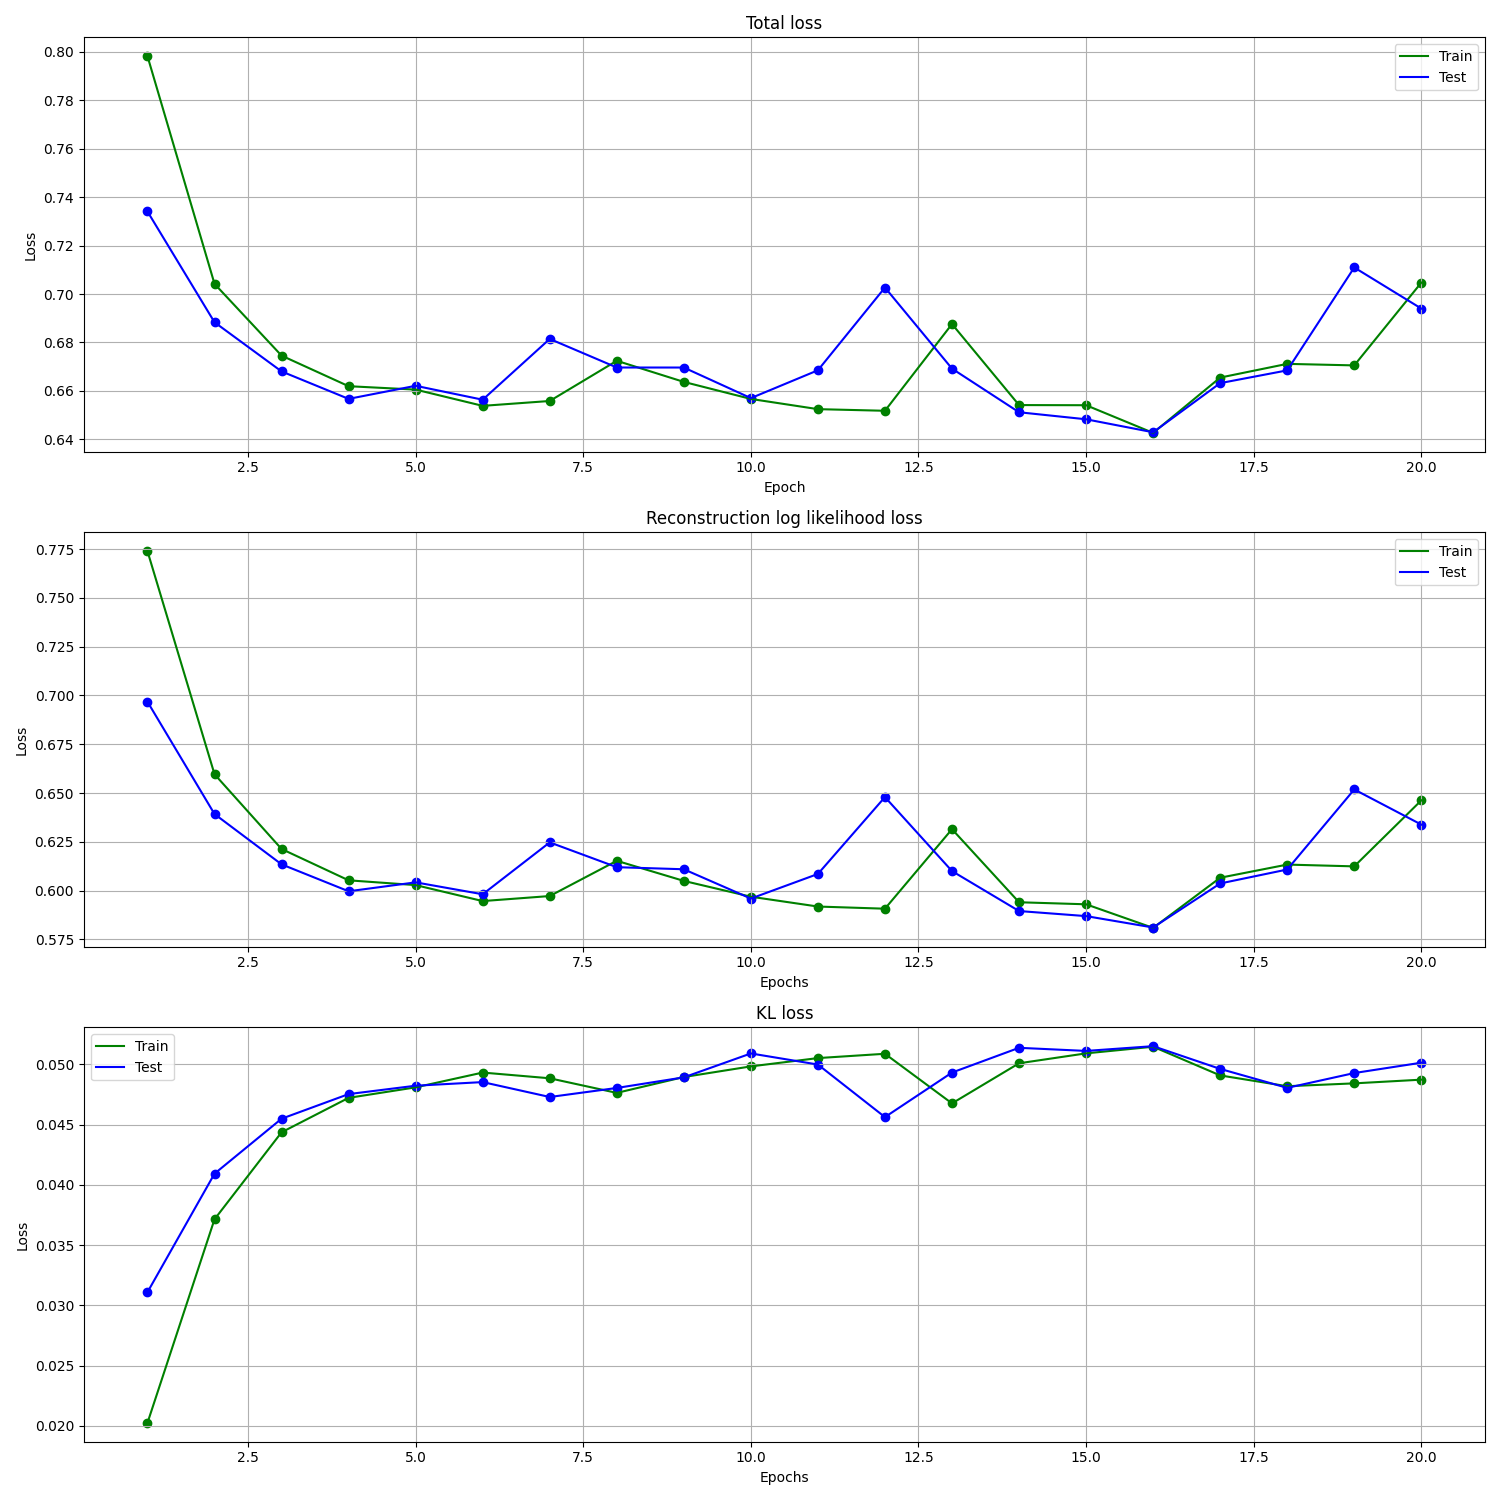 Total loss
0.80
0.78
0.76
0.74
0.72
0.70
0.68
0.66
0.64
Loss
Train
Test
2.5 5.0 7.5 10.0 12.5 15.0 17.5 20.0
Epoch
Reconstruction log likelihood loss
0.775
0.750
0.725
0.700
0.675
0.650
0.625
0.600
0.575
Loss
Train
Test
2.5 5.0 7.5 10.0 12.5 15.0 17.5 20.0
Epochs
KL loss
Train
Test
0.050
0.045
0.040
0.035
0.030
0.025
0.020
Loss
2.5 5.0 7.5 10.0 12.5 15.0 17.5 20.0
Epochs